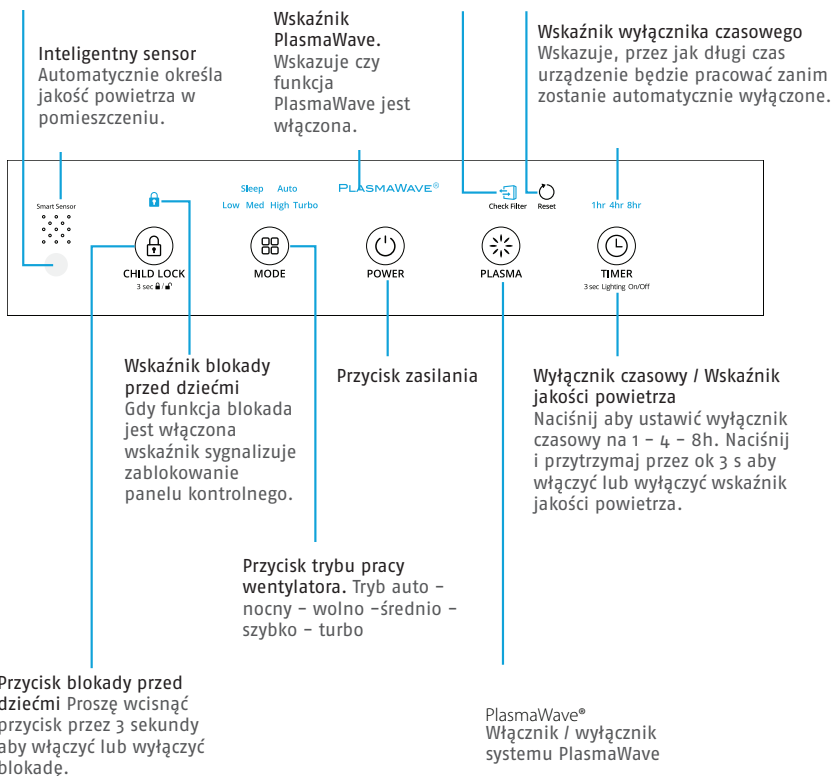 Inteligentny sensor
Automatycznie określa
jakość powietrza w
pomieszczeniu.
Wskaźnik
PlasmaWave.
Wskazuje czy
funkcja
PlasmaWave jest
włączona.
Wskaźnik wyłącznika czasowego
Wskazuje, przez jak długi czas
urządzenie będzie pracować zanim
zostanie automatycznie wyłączone.
Smart Sensor
Sleep Auto
Low Med High Turbo
PLASMAWAVE®
Check Filter
Reset
1hr 4hr 8hr
CHILD LOCK
3 sec /
MODE
POWER
PLASMA
TIMER
3 sec Lighting On/Off
Wskaźnik blokady
przed dziećmi
Gdy funkcja blokada
jest włączona
wskaźnik sygnalizuje
zablokowanie
panelu kontrolnego.
Przycisk zasilania
Wyłącznik czasowy / Wskaźnik
jakości powietrza
Naciśnij aby ustawić wyłącznik
czasowy na 1 – 4 – 8h. Naciśnij
i przytrzymaj przez ok 3 s aby
włączyć lub wyłączyć wskaźnik
jakości powietrza.
Przycisk trybu pracy
wentylatora. Tryb auto –
nocny – wolno –średnio –
szybko – turbo
Przycisk blokady przed
dziećmi Proszę wcisnąć
przycisk przez 3 sekundy
aby włączyć lub wyłączyć
blokadę.
PlasmaWave®
Włącznik / wyłącznik
systemu PlasmaWave